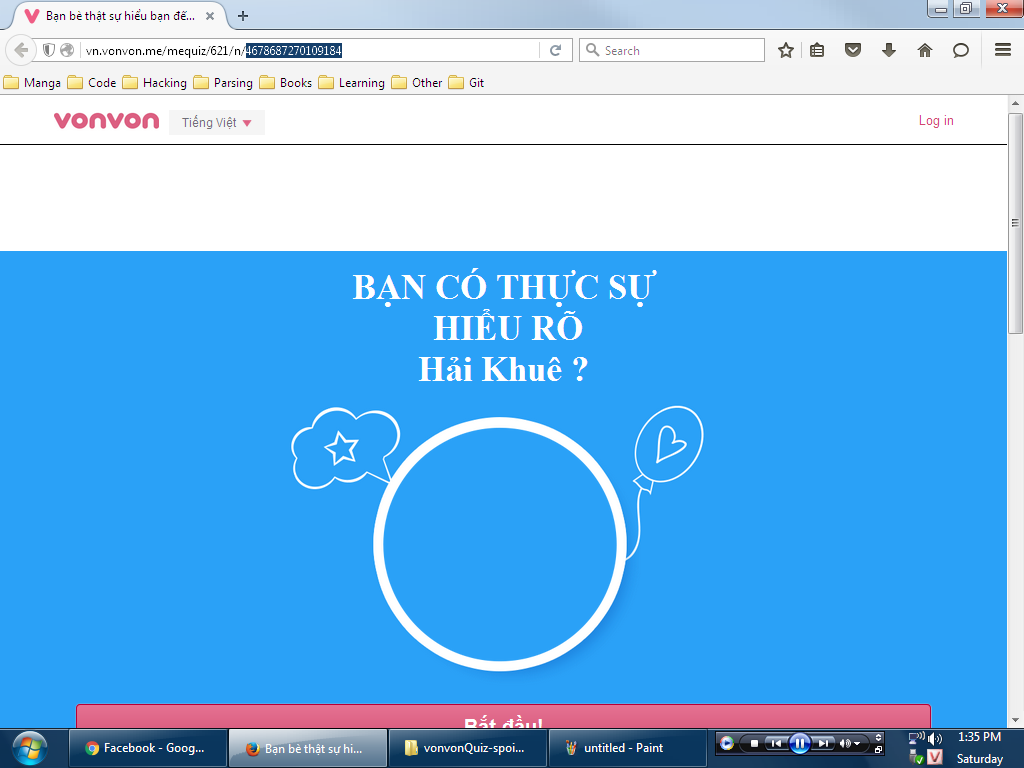 Bạn bè thật sự hiểu bạn đế...
vn.vonvon.me/mequiz/621/n/4678687270109184
Search
Manga
Code
Hacking
Parsing
Books
Learning
Other
Git
vonvon
Tiếng Việt
Log in
BẠN CÓ THỰC SỰ
HIỂU RÕ
Hải Khuê ?
Bắt đầu!
Facebook - Goog...
Bạn bè thật sự hi...
vonvonQuiz-spoi...
untitled - Paint
1:35 PM
Saturday